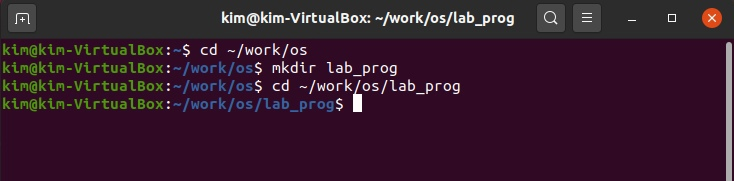 kim@kim-VirtualBox: ~/work/os/lab_prog
kim@kim-VirtualBox:~$ cd ~/work/os
kim@kim-VirtualBox:~/work/os$ mkdir lab_prog
kim@kim-VirtualBox:~/work/os$ cd ~/work/os/lab_prog
kim@kim-VirtualBox:~/work/os/lab_prog$